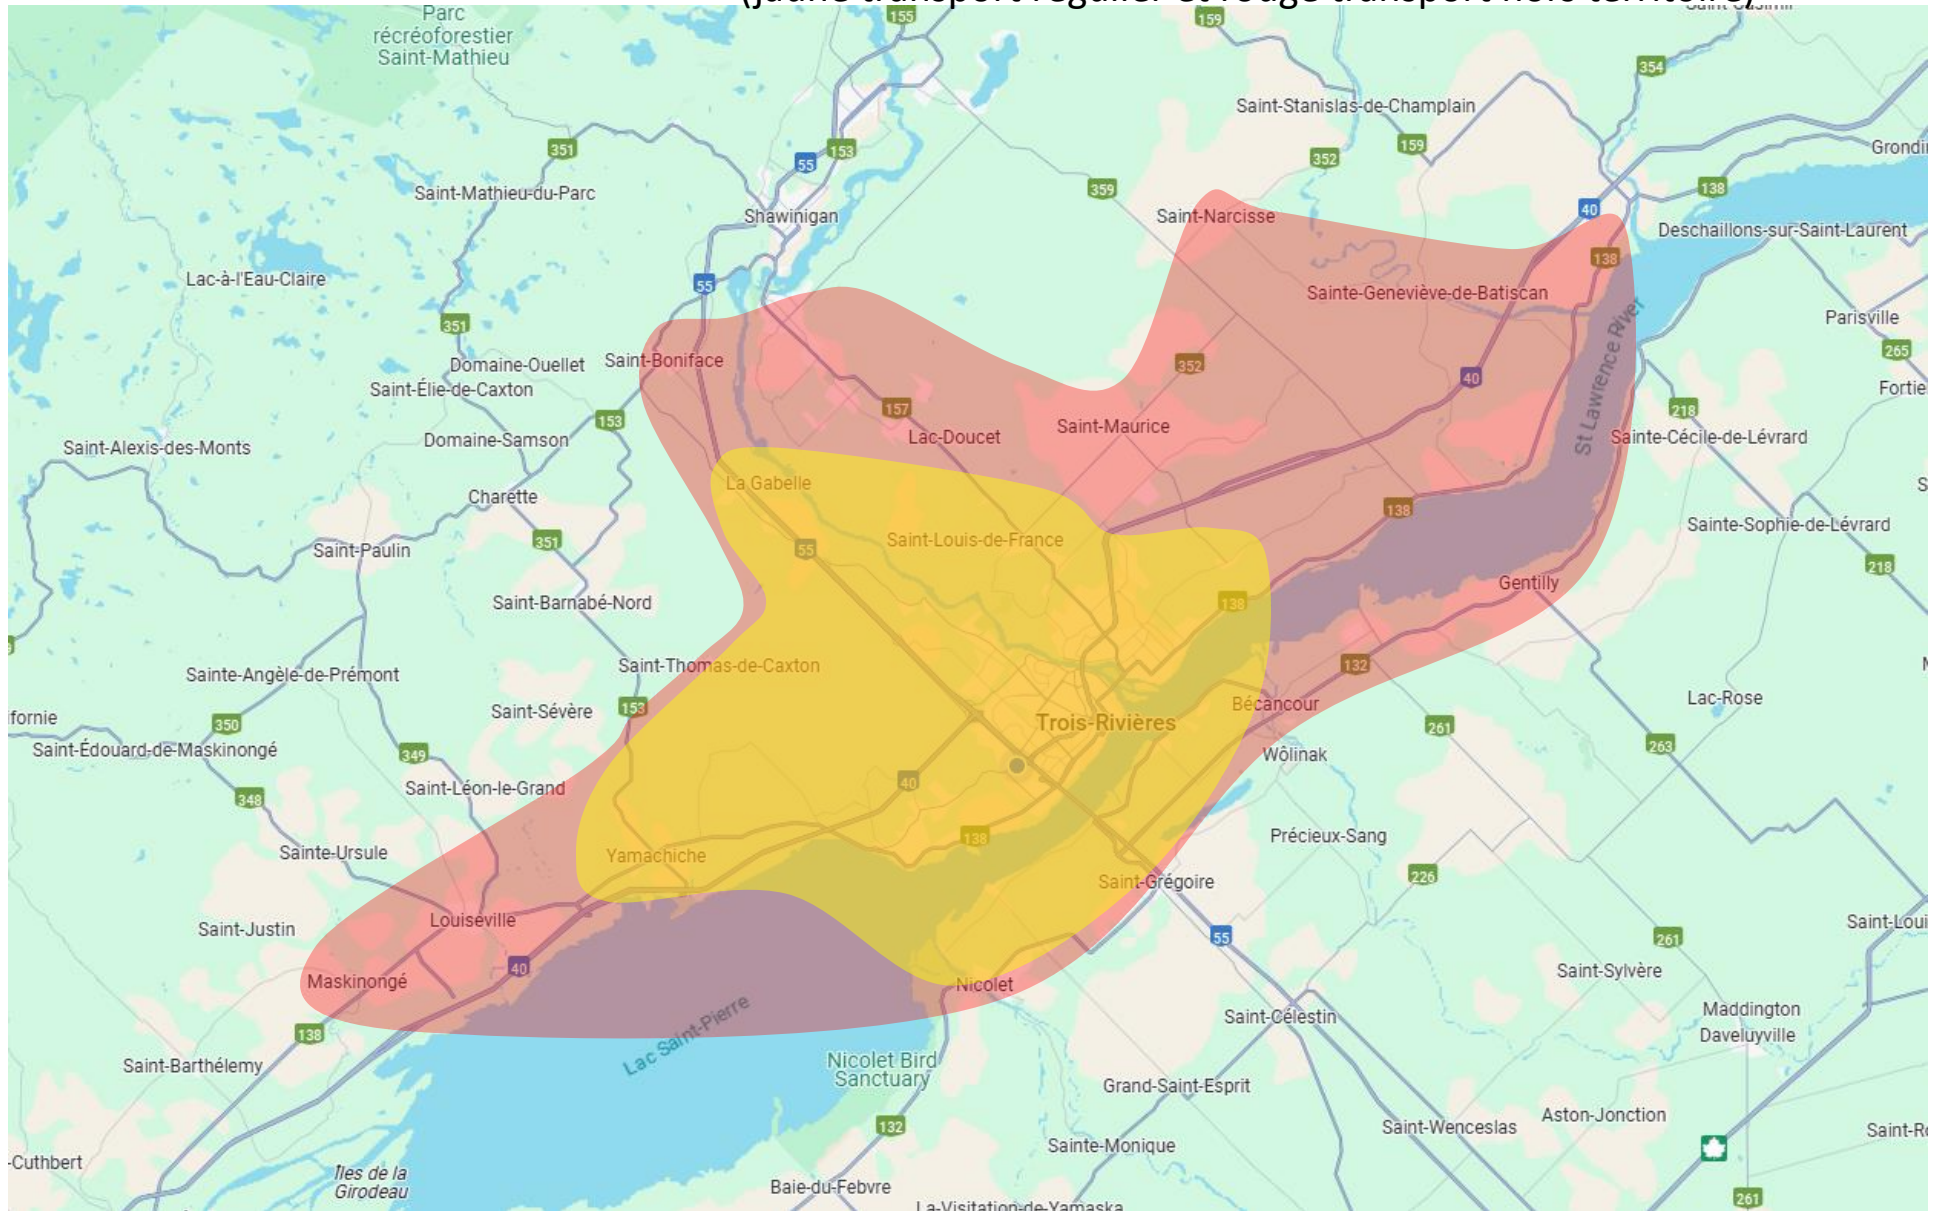 (jaune transport régulier et rouge transport hors territoire)
Parc
récréoforestier
Saint-Mathieu
155
159
354
Saint-Stanislas-de-Champlain
159
351
153
55
352
Grondi
359
138
Saint-Mathieu-du-Parc
Shawinigan
Saint-Narcisse
40
Deschaillons-sur-Saint-Laurent
138
Lac-à-l'Eau-Claire
55
Sainte-Geneviève-de-Batiscan
351
Parisville
265
St Lawrence River
Domaine-Ouellet
Saint-Boniface
352
40
Saint-Élie-de-Caxton
Fortie
153
157
218
Saint-Alexis-des-Monts
Domaine-Samson
Lac-Doucet
Saint-Maurice
Sainte-Cécile-de-Lévrard
La Gabelle
S
Charette
138
Sainte-Sophie-de-Lévrard
351
Saint-Paulin
55
Saint-Louis-de-France
218
Gentilly
Saint-Barnabé-Nord
138
Saint-Thomas-de-Caxton
132
Sainte-Angèle-de-Prémont
Lac-Rose
ifornie
350
Saint-Sévère
153
Bécancour
Trois-Rivières
261
263
Saint-Édouard-de-Maskinongé
349
Wôlinak
Saint-Léon-le-Grand
40
348
Précieux-Sang
138
Sainte-Ursule
Yamachiche
226
Saint-Grégoire
Louiseville
Saint-Justin
Saint-Loui
55
261
40
Maskinongé
Nicolet
Saint-Sylvère
138
Lac Saint-Pierre
Saint-Célestin
Maddington
Daveluyville
Saint-Barthélemy
Nicolet Bird
Sanctuary
Grand-Saint-Esprit
132
Aston-Jonction
Saint-Wenceslas
Saint-R
Sainte-Monique
-Cuthbert
Îles de la
Girodeau
Baie-du-Febvre
261
La-Visitation-de-Yamaska